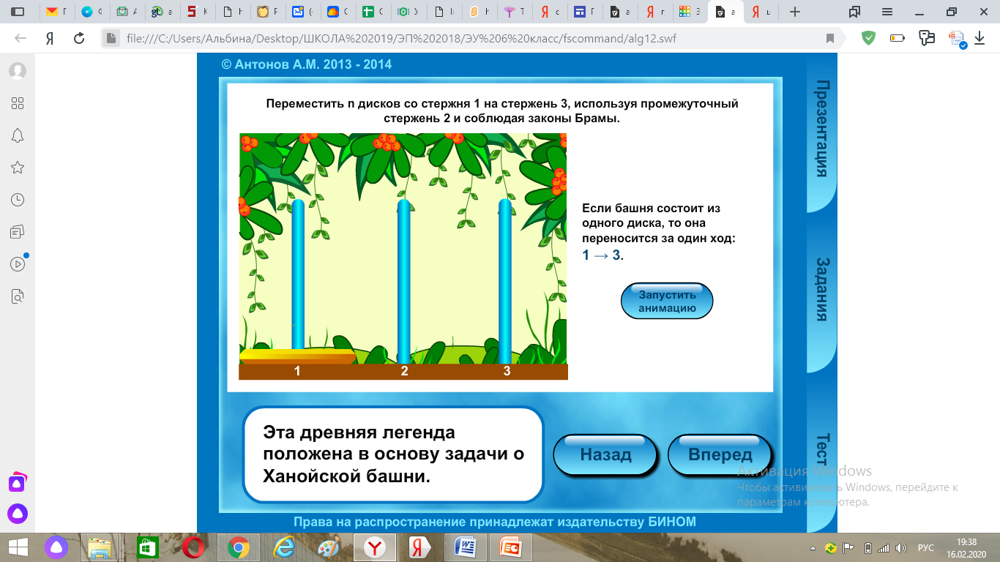 file:///C:/Users/Альбина/Desktop/ШКОЛА%202019/ЭП%202018/ЭУ%206%20класс/fscommand/alg12.swf
© Антонов А.М. 2013 - 2014
Переместить n дисков со стержня 1 на стержень 3, используя промежуточный
стержень 2 и соблюдая законы Брамы.
Если башня состоит из
одного диска, то она
переносится за один ход:
1 → 3.
Запустить
анимацию
1 2 3
Эта древняя легенда
положена в основу задачи о
Ханойской башни.
Назад
Вперед
Презентация
Задания
Тест
Активация Windows
Чтобы активировать Windows, перейдите к
параметрам компьютера.
Права на распространение принадлежат издательству БИНОМ
РУС
19:38
16.02.2020